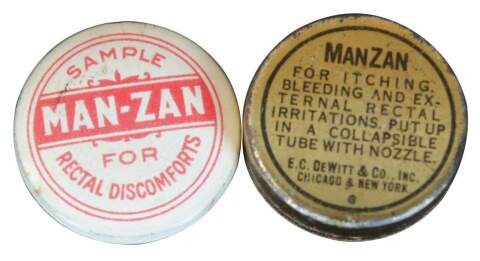 SAMPLE
MAN-ZAN
FOR
RECTAL DISCOMFORTS
MANZAN
FOR ITCHING,
BLEEDING AND EX-
TERNAL RECTAL
IRRITATIONS. PUT UP
IN A COLLAPSIBLE
TUBE WITH NOZZLE.
E.C. DEWITT & CO., INC.
CHICAGO & NEW YORK